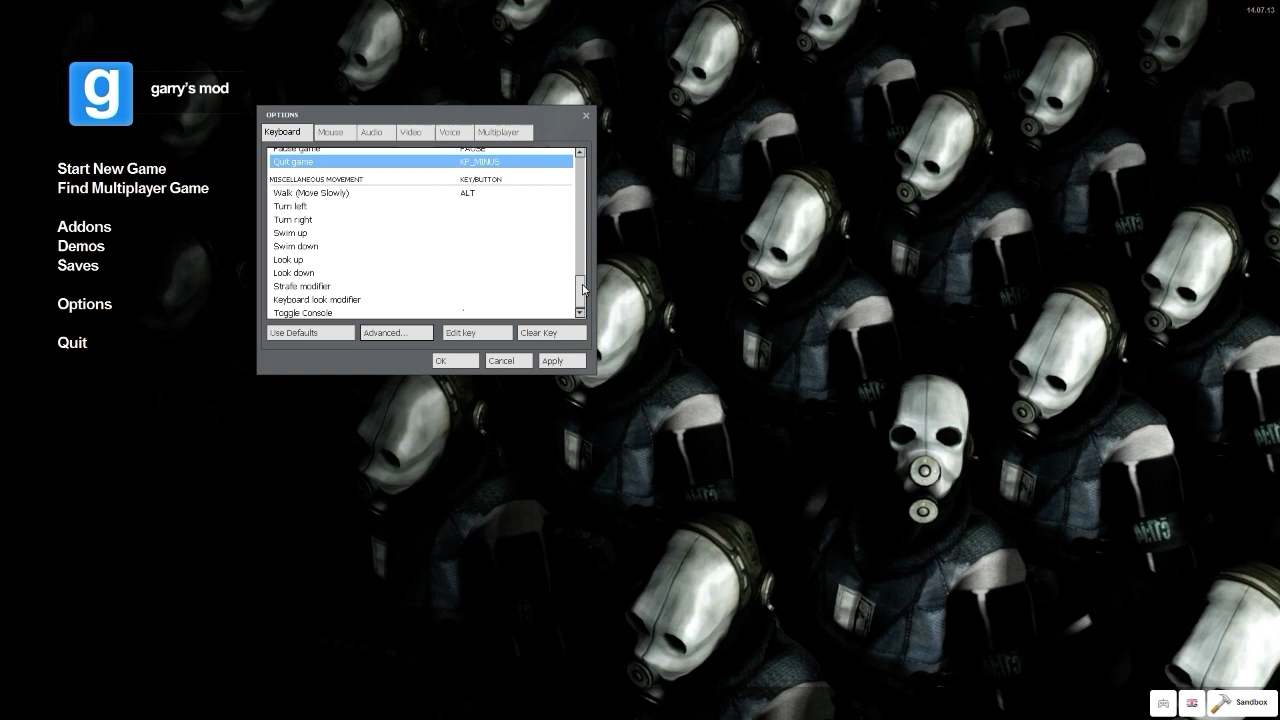 14.07.13
g
garry's mod
Start New Game
Find Multiplayer Game
Addons
Demos
Saves
Options
Quit
OPTIONS
Keyboard Mouse Audio Video Voice Multiplayer
Pause game PAUSE
Quit game KP_MINUS
MISCELLANEOUS MOVEMENT KEY/BUTTON
Walk (Move Slowly) ALT
Turn left
Turn right
Swim up
Swim down
Look up
Look down
Strafe modifier
Keyboard look modifier
Toggle Console
Use Defaults Advanced... Edit key Clear Key
OK Cancel Apply
Sandbox